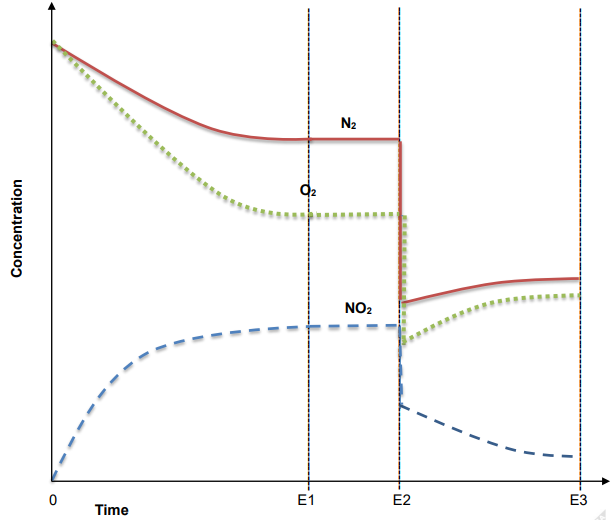 N₂
O₂
NO₂
Concentration
0
E1
E2
E3
Time